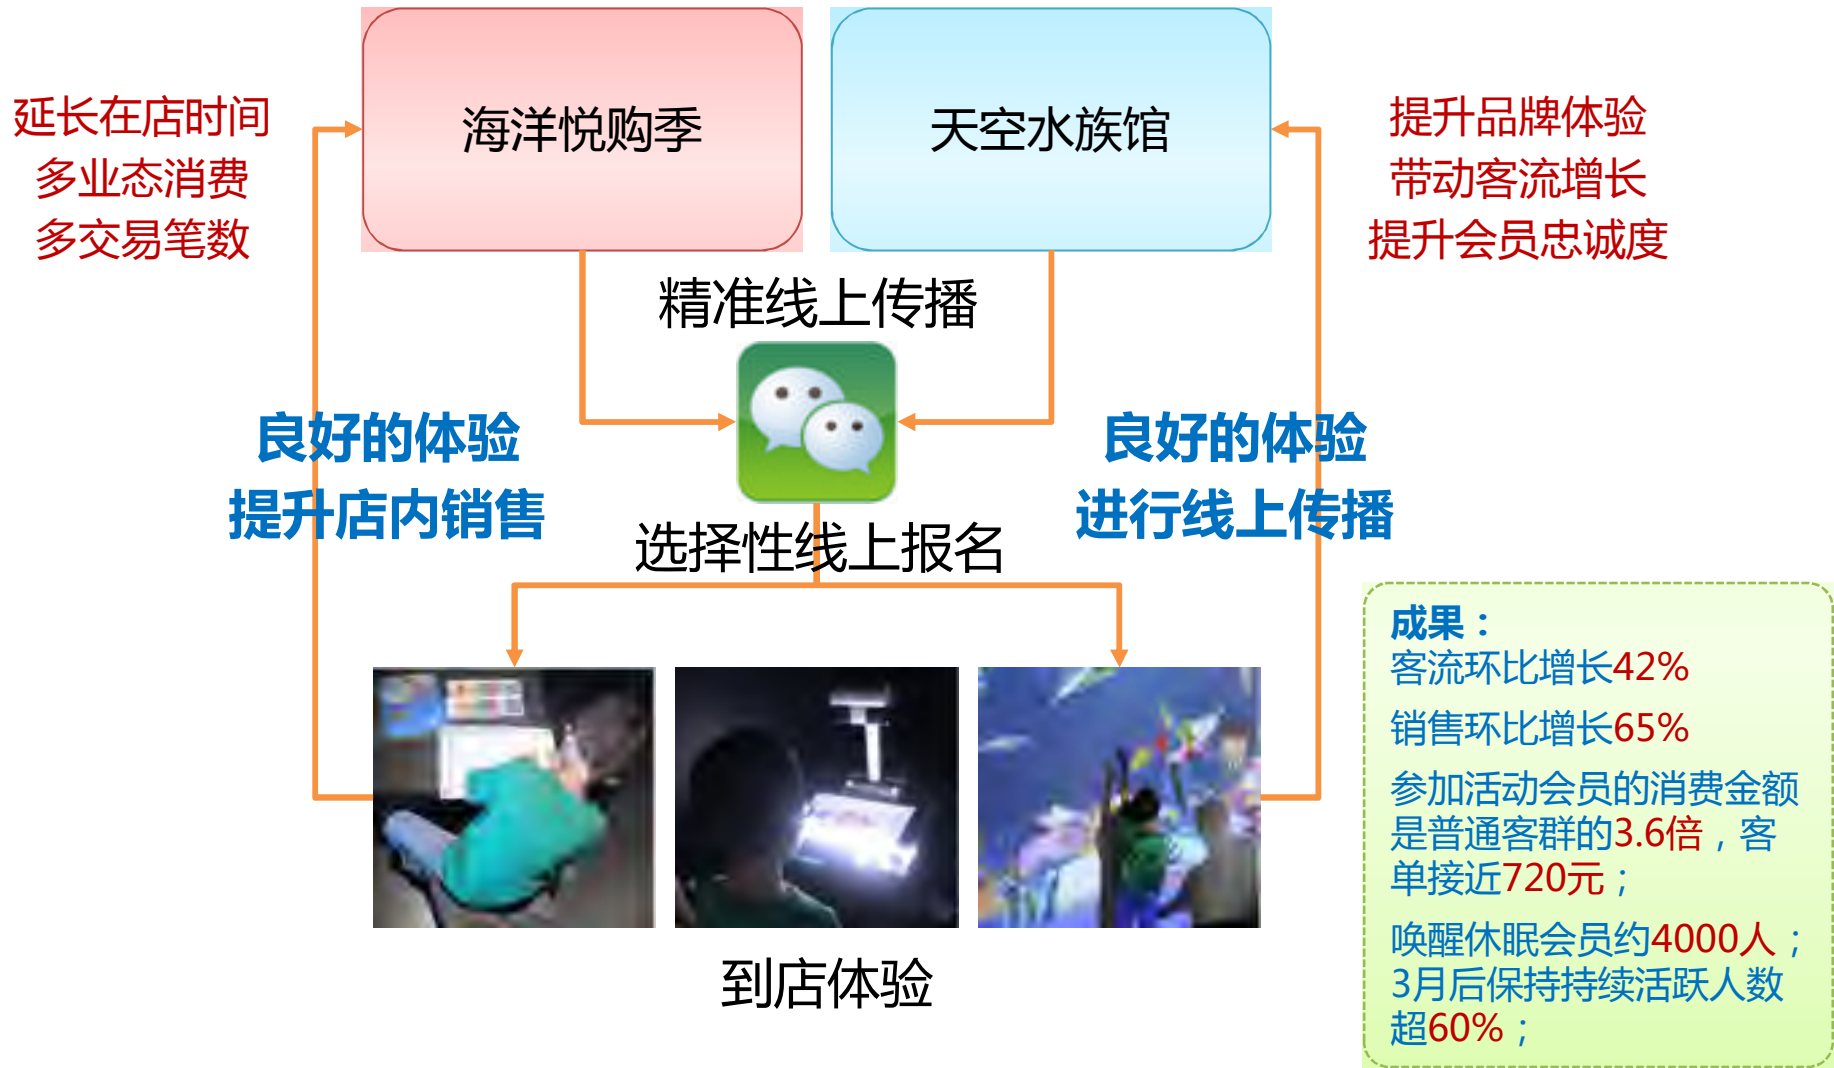 海洋悦购季
天空水族馆
延长在店时间
多业态消费
多交易笔数
提升品牌体验
带动客流增长
提升会员忠诚度
精准线上传播
良好的体验
提升店内销售
良好的体验
进行线上传播
选择性线上报名
到店体验
成果：
客流环比增长42%
销售环比增长65%
参加活动会员的消费金额
是普通客群的3.6倍，客
单接近720元；
唤醒休眠会员约4000人；
3月后保持持续活跃人数
超60%；